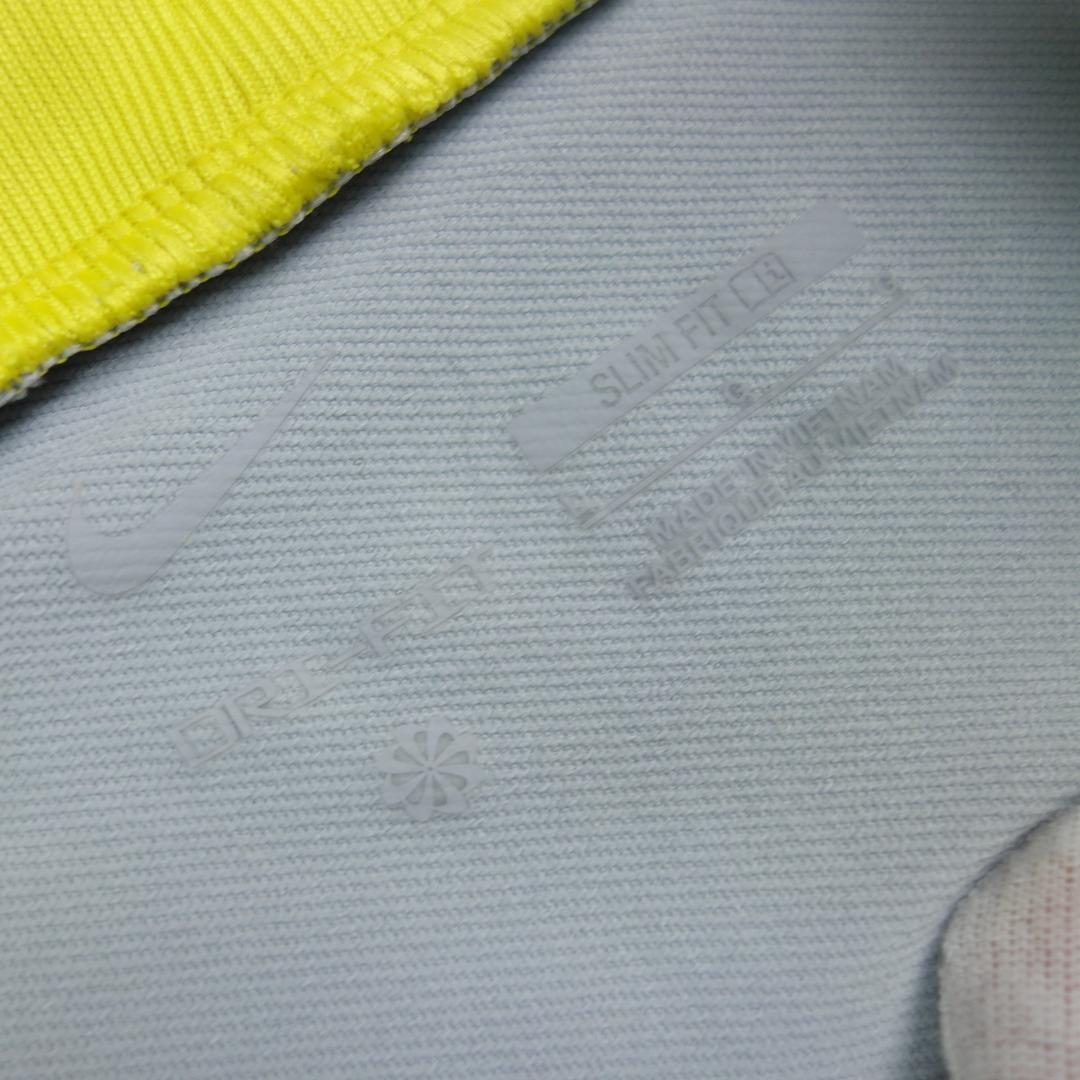 SLIM FIT
MADE IN VIETNAM
FABRIQUE AU VIETNAM
DRI-FIT